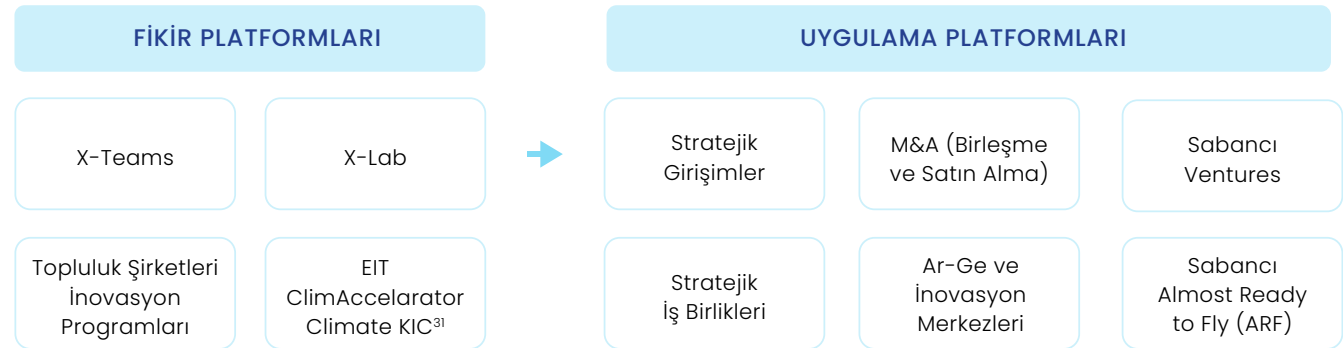 FİKİR PLATFORMLARI
X-Teams
X-Lab
Topluluk Şirketleri
İnovasyon
Programları
EIT
ClimAccelarator
Climate KIC³¹
UYGULAMA PLATFORMLARI
Stratejik
Girişimler
M&A (Birleşme
ve Satın Alma)
Sabancı
Ventures
Stratejik
İş Birlikleri
Ar-Ge ve
İnovasyon
Merkezleri
Sabancı
Almost Ready
to Fly (ARF)